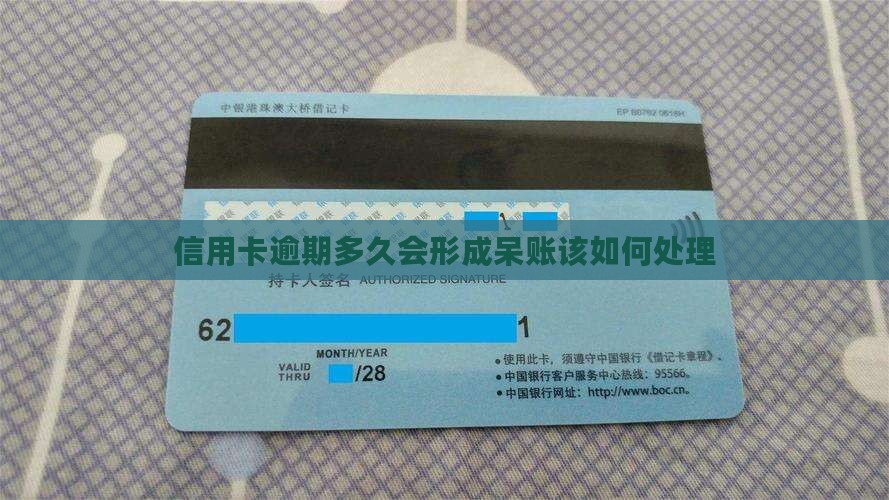 中银港珠澳大桥借记卡
EP B0762 0618H
1
信用卡逾期多久会形成呆账该如何处理
持卡人签名 AUTHORIZED SIGNATURE
62 1
MONTH/YEAR
VALID THRU /28
• 使用此卡，须遵守中国银行《借记卡章程》。
• 中国银行客户服务中心热线：95566。
• 中国银行网址：http://www.boc.cn。